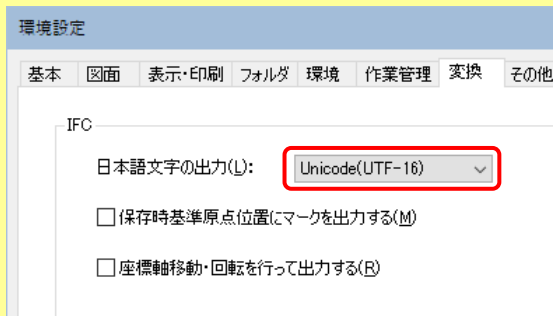 環境設定
基本 図面 表示・印刷 フォルダ 環境 作業管理 変換 その他
IFC
日本語文字の出力(L): Unicode(UTF-16)
保存時基準原点位置にマークを出力する(M)
座標軸移動・回転を行って出力する(R)